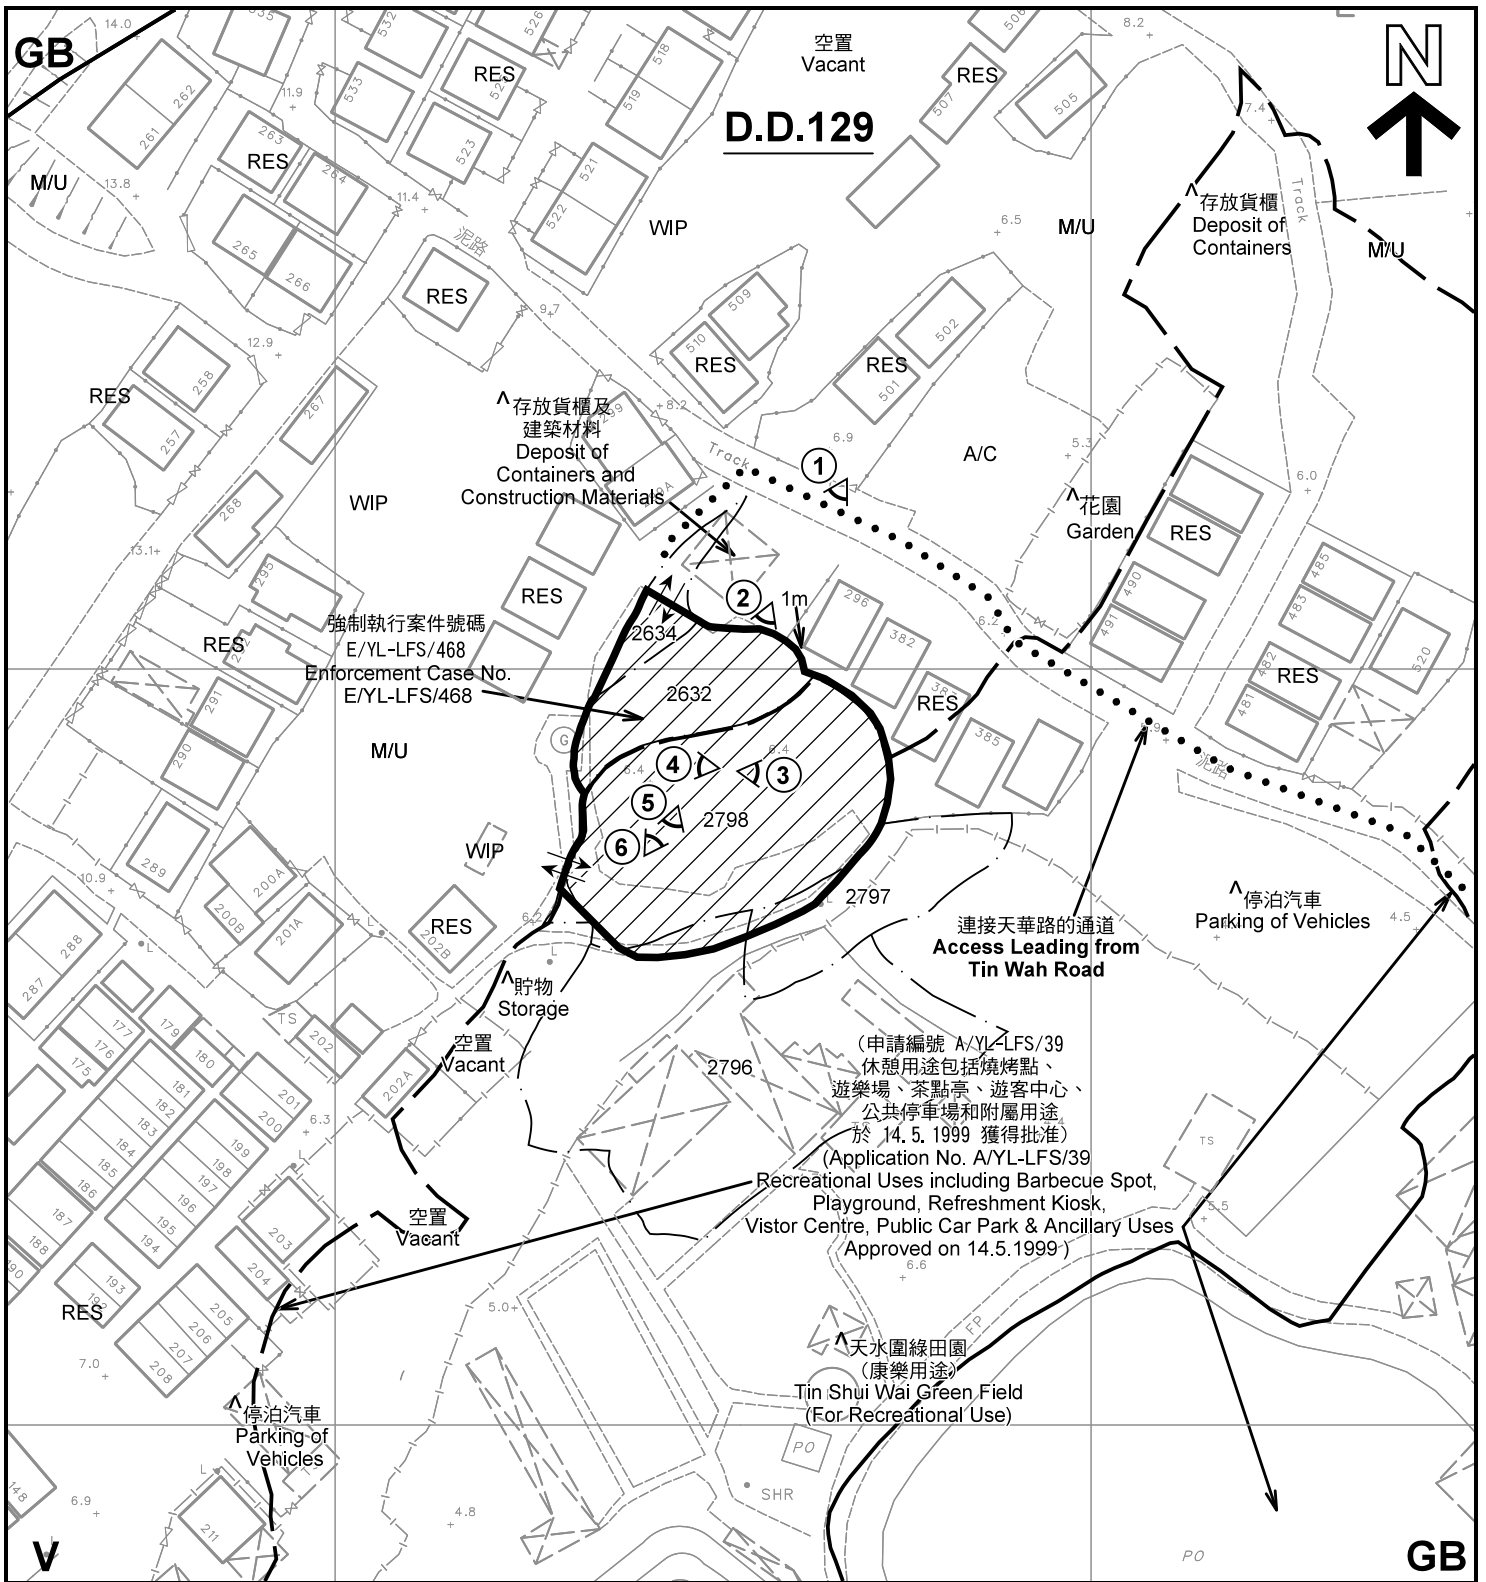 GB
14.0
535
532
526
518
空置
Vacant
506
8.2
N
262
261
11.9
533
RES
525
519
RES
507
505
7.4
D.D.129
263
RES
264
523
521
522
M/U
13.8
11.4
泥路
WIP
6.5
M/U
^存放貨櫃
Deposit of
Containers
Track
M/U
265
266
RES
9.7
509
510
RES
502
RES
501
12.9
258
RES
257
267
^存放貨櫃及
建築材料
Deposit of
Containers and
Construction Materials
299
+8.2
Track
6.9
1
A/C
5.3
6.0
^花園
Garden
RES
WIP
268
13.1+
295
RES
2
1m
296
382
6.2
490
491
485
483
482
RES
481
520
強制執行案件號碼
E/YL-LFS/468
Enforcement Case No.
E/YL-LFS/468
2634
2632
RES
291
290
M/U
G
6.4
4
3
6.4
RES
385
5.9
泥路
5
2798
6
WIP
289
10.9
200A
200B
201A
RES
202B
6.2
2797
連接天華路的通道
Access Leading from
Tin Wah Road
^停泊汽車
Parking of Vehicles
4.5
288
287
L
L
L
^貯物
Storage
177
176
175
179
180
TS
202
202A
空置
Vacant
2796
181
182
183
184
185
186
201
200
199
198
197
196
195
194
6.3
L
(申請編號 A/YL-LFS/39
休憩用途包括燒烤點、
遊樂場、茶點亭、遊客中心、
公共停車場和附屬用途
於 14.5.1999 獲得批准)
(Application No. A/YL-LFS/39
Recreational Uses including Barbecue Spot,
Playground, Refreshment Kiosk,
Vistor Centre, Public Car Park & Ancillary Uses
Approved on 14.5.1999 )
TS
5.5
187
188
190
193
192
RES
203
204
205
206
207
208
空置
Vacant
5.0+
6.6
FP
7.0
^天水圍綠田園
(康樂用途)
Tin Shui Wai Green Field
(For Recreational Use)
^停泊汽車
Parking of
Vehicles
TS
PO
148
6.9
L
211
4.8
SHR
V
PO
GB